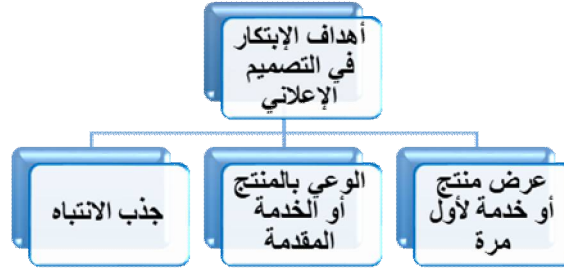 أهداف الإبتكار
في التصميم
الإعلاني
عرض منتج
أو خدمة لأول
مرة
الوعي بالمنتج
أو الخدمة
المقدمة
جذب الانتباه